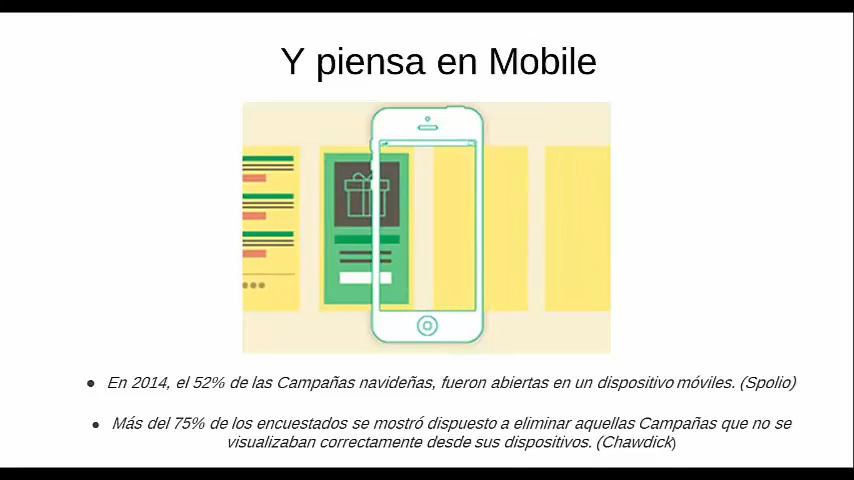 Y piensa en Mobile
● En 2014, el 52% de las Campañas navideñas, fueron abiertas en un dispositivo móviles. (Spolio)
● Más del 75% de los encuestados se mostró dispuesto a eliminar aquellas Campañas que no se
visualizaban correctamente desde sus dispositivos. (Chawdick)